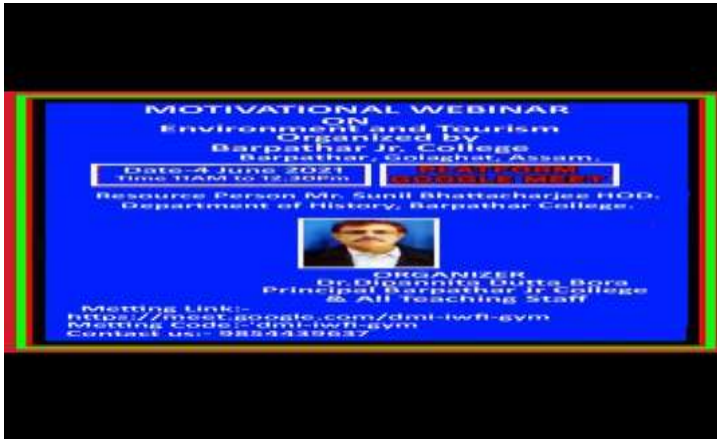 MOTIVATIONAL WEBINAR
ON
Environment and Tourism
Organized by
Barpathar Jr. College
Barpathar, Golaghat, Assam.
Date-4 June 2021
Time 11AM to 12:30Pm
PLATFORM
GOOGLE MEET
Resource Person Mr. Sunil Bhattacharjee HOD.
Department of History, Barpathar College.
ORGANIZER
Dr.Dipannita Dutta Bora
Principal Barpathar Jr College
& All Teaching Staff
Metting Link:-
https://meet.google.com/dmi-iwfi-gym
Metting Code:-'dmi-iwfi-gym
Contact us:- 9854439637